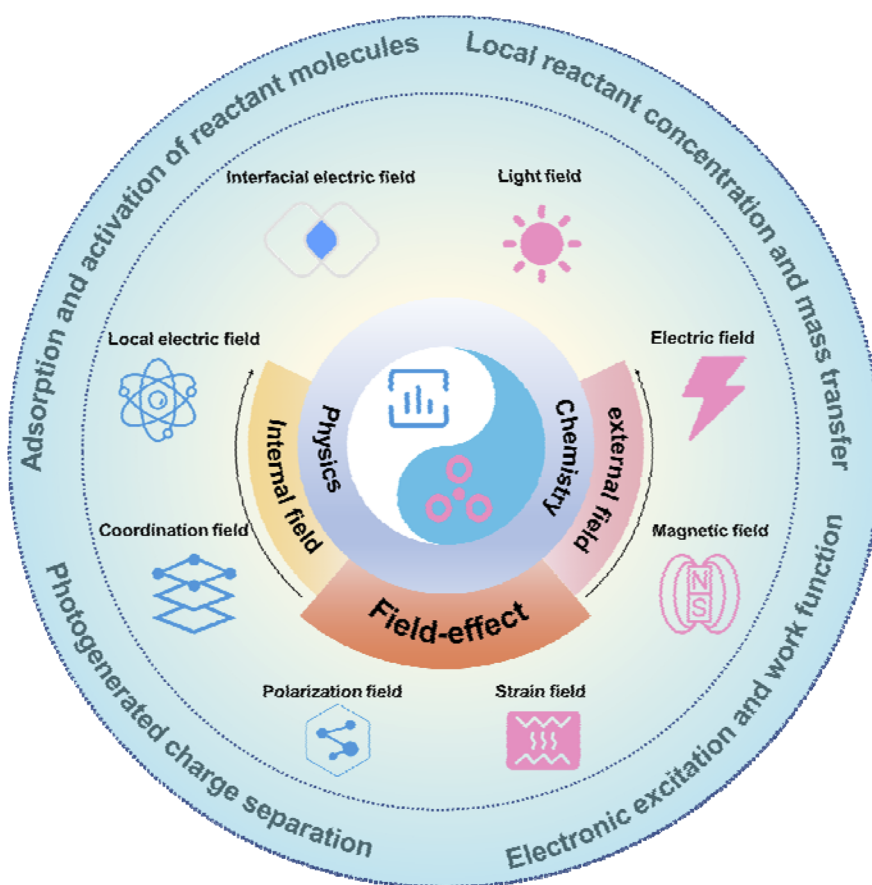 Adsorption and activation of reactant molecules
Local reactant concentration and mass transfer
Interfacial electric field
Light field
Local electric field
Electric field
Physics
Chemistry
Internal field
external field
Coordination field
Magnetic field
N
S
Field-effect
Polarization field
Strain field
Photogenerated charge separation
Electronic excitation and work function